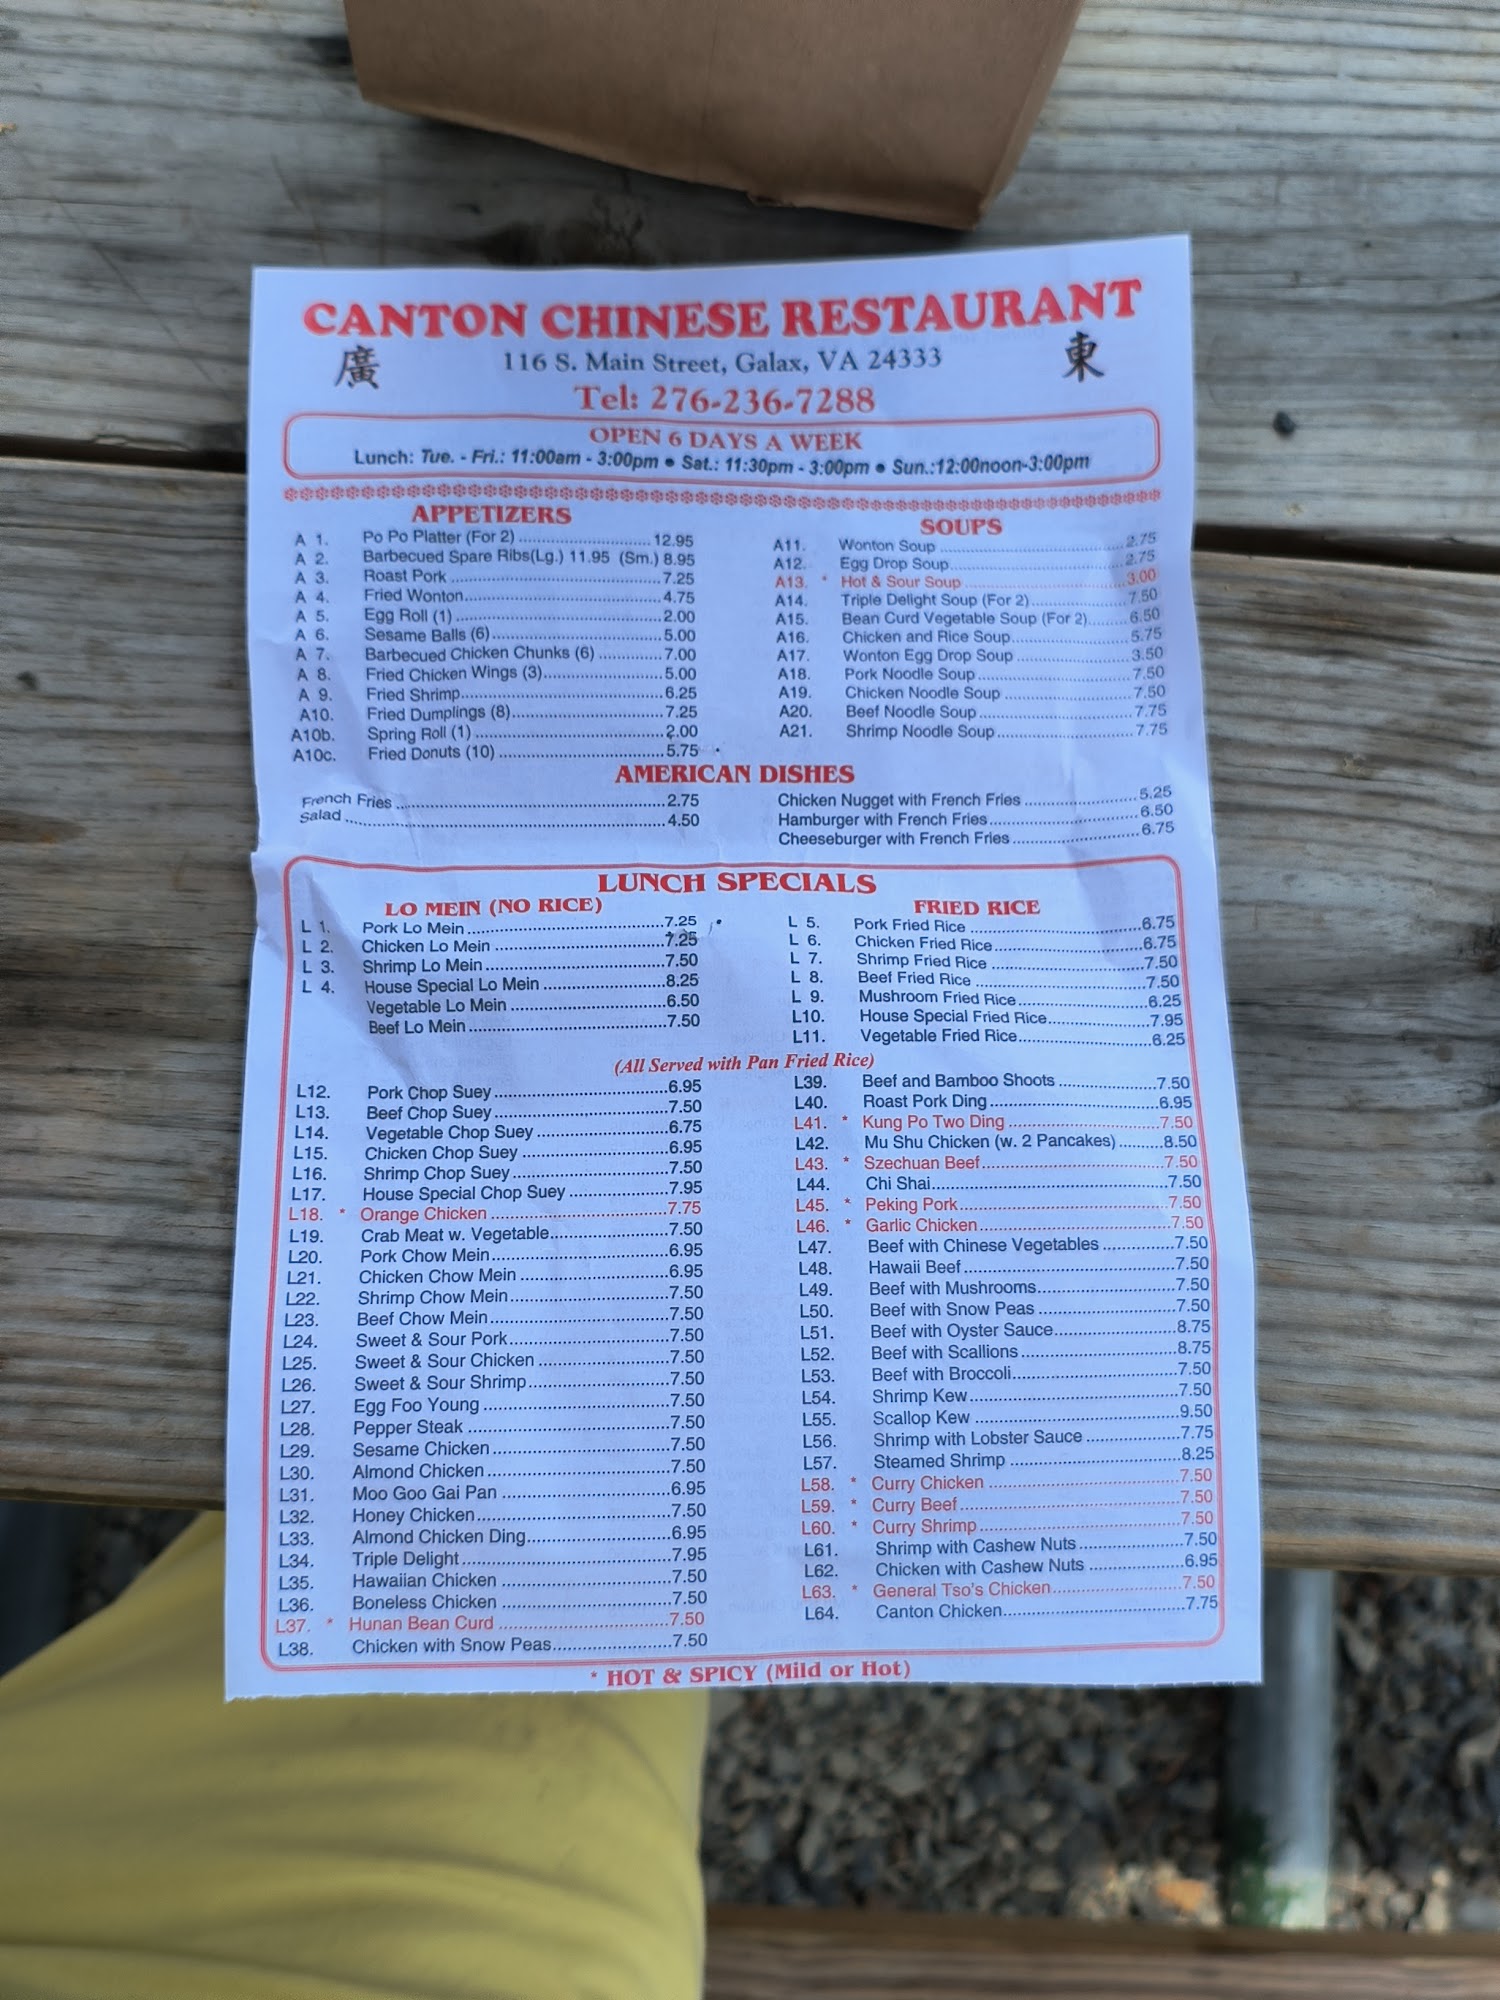 CANTON CHINESE RESTAURANT
廣 116 S. Main Street, Galax, VA 24333 東
Tel: 276-236-7288
OPEN 6 DAYS A WEEK
Lunch: Tue. - Fri.: 11:00am - 3:00pm ● Sat.: 11:30pm - 3:00pm ● Sun.:12:00noon-3:00pm
APPETIZERS
A 1. Po Po Platter (For 2) 12.95
A 2. Barbecued Spare Ribs(Lg.) 11.95 (Sm.) 8.95
A 3. Roast Pork 7.25
A 4. Fried Wonton 4.75
A 5. Egg Roll (1) 2.00
A 6. Sesame Balls (6) 5.00
A 7. Barbecued Chicken Chunks (6) 7.00
A 8. Fried Chicken Wings (3) 5.00
A 9. Fried Shrimp 6.25
A10. Fried Dumplings (8) 7.25
A10b. Spring Roll (1) 2.00
A10c. Fried Donuts (10) 5.75
SOUPS
A11. Wonton Soup 2.75
A12. Egg Drop Soup 2.75
A13. * Hot & Sour Soup 3.00
A14. Triple Delight Soup (For 2) 7.50
A15. Bean Curd Vegetable Soup (For 2) 6.50
A16. Chicken and Rice Soup 5.75
A17. Wonton Egg Drop Soup 3.50
A18. Pork Noodle Soup 7.50
A19. Chicken Noodle Soup 7.50
A20. Beef Noodle Soup 7.75
A21. Shrimp Noodle Soup 7.75
AMERICAN DISHES
French Fries 2.75
Salad 4.50
Chicken Nugget with French Fries 5.25
Hamburger with French Fries 6.50
Cheeseburger with French Fries 6.75
LUNCH SPECIALS
LO MEIN (NO RICE)
L 1. Pork Lo Mein 7.25
L 2. Chicken Lo Mein 7.25
L 3. Shrimp Lo Mein 7.50
L 4. House Special Lo Mein 8.25
Vegetable Lo Mein 6.50
Beef Lo Mein 7.50
FRIED RICE
L 5. Pork Fried Rice 6.75
L 6. Chicken Fried Rice 6.75
L 7. Shrimp Fried Rice 7.50
L 8. Beef Fried Rice 7.50
L 9. Mushroom Fried Rice 6.25
L10. House Special Fried Rice 7.95
L11. Vegetable Fried Rice 6.25
(All Served with Pan Fried Rice)
L12. Pork Chop Suey 6.95
L13. Beef Chop Suey 7.50
L14. Vegetable Chop Suey 6.75
L15. Chicken Chop Suey 6.95
L16. Shrimp Chop Suey 7.50
L17. House Special Chop Suey 7.95
L18. * Orange Chicken 7.75
L19. Crab Meat w. Vegetable 7.50
L20. Pork Chow Mein 6.95
L21. Chicken Chow Mein 6.95
L22. Shrimp Chow Mein 7.50
L23. Beef Chow Mein 7.50
L24. Sweet & Sour Pork 7.50
L25. Sweet & Sour Chicken 7.50
L26. Sweet & Sour Shrimp 7.50
L27. Egg Foo Young 7.50
L28. Pepper Steak 7.50
L29. Sesame Chicken 7.50
L30. Almond Chicken 7.50
L31. Moo Goo Gai Pan 6.95
L32. Honey Chicken 7.50
L33. Almond Chicken Ding 6.95
L34. Triple Delight 7.95
L35. Hawaiian Chicken 7.50
L36. Boneless Chicken 7.50
L37. * Hunan Bean Curd 7.50
L38. Chicken with Snow Peas 7.50
L39. Beef and Bamboo Shoots 7.50
L40. Roast Pork Ding 6.95
L41. * Kung Po Two Ding 7.50
L42. Mu Shu Chicken (w. 2 Pancakes) 8.50
L43. * Szechuan Beef 7.50
L44. Chi Shai 7.50
L45. * Peking Pork 7.50
L46. * Garlic Chicken 7.50
L47. Beef with Chinese Vegetables 7.50
L48. Hawaii Beef 7.50
L49. Beef with Mushrooms 7.50
L50. Beef with Snow Peas 7.50
L51. Beef with Oyster Sauce 8.75
L52. Beef with Scallions 8.75
L53. Beef with Broccoli 7.50
L54. Shrimp Kew 7.50
L55. Scallop Kew 9.50
L56. Shrimp with Lobster Sauce 7.75
L57. Steamed Shrimp 8.25
L58. * Curry Chicken 7.50
L59. * Curry Beef 7.50
L60. * Curry Shrimp 7.50
L61. Shrimp with Cashew Nuts 7.50
L62. Chicken with Cashew Nuts 6.95
L63. * General Tso's Chicken 7.50
L64. Canton Chicken 7.75
* HOT & SPICY (Mild or Hot)